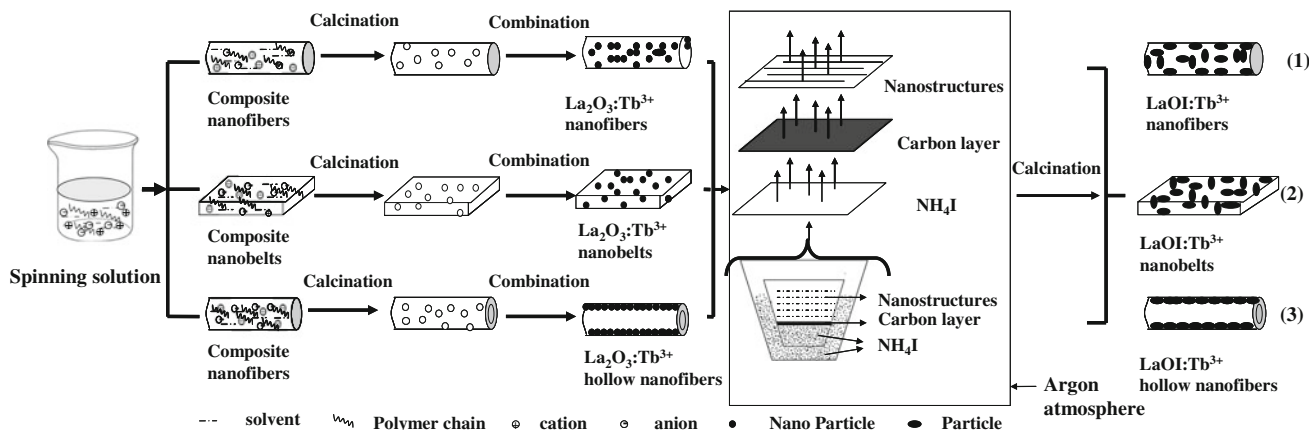 Spinning solution
Calcination
Combination
Composite
nanofibers
La₂O₃:Tb³⁺
nanofibers
Calcination
Combination
Composite
nanobelts
La₂O₃:Tb³⁺
nanobelts
Calcination
Combination
Composite
nanofibers
La₂O₃:Tb³⁺
hollow nanofibers
Nanostructures
Carbon layer
NH₄I
Nanostructures
Carbon layer
NH₄I
Argon
atmosphere
Calcination
(1)
LaOI:Tb³⁺
nanofibers
(2)
LaOI:Tb³⁺
nanobelts
(3)
LaOI:Tb³⁺
hollow nanofibers
solvent Polymer chain cation anion Nano Particle Particle